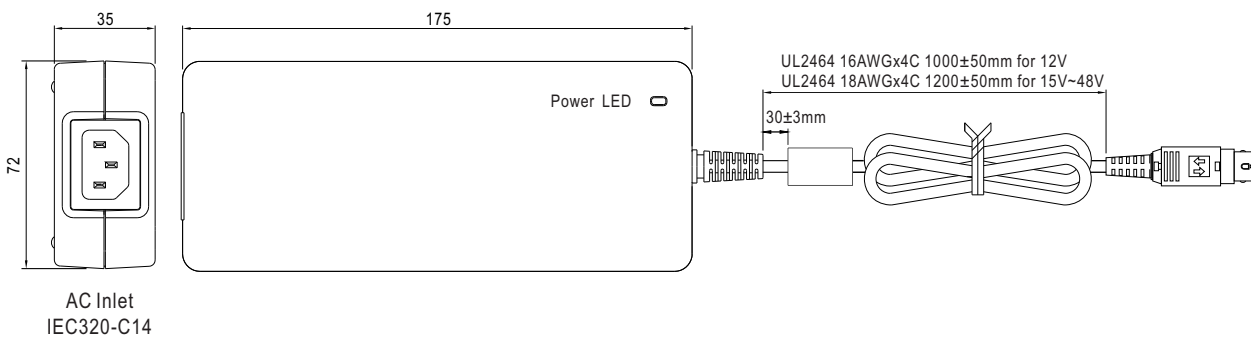 35
175
UL2464 16AWGx4C 1000±50mm for 12V
UL2464 18AWGx4C 1200±50mm for 15V~48V
Power LED
30±3mm
72
AC Inlet
IEC320-C14